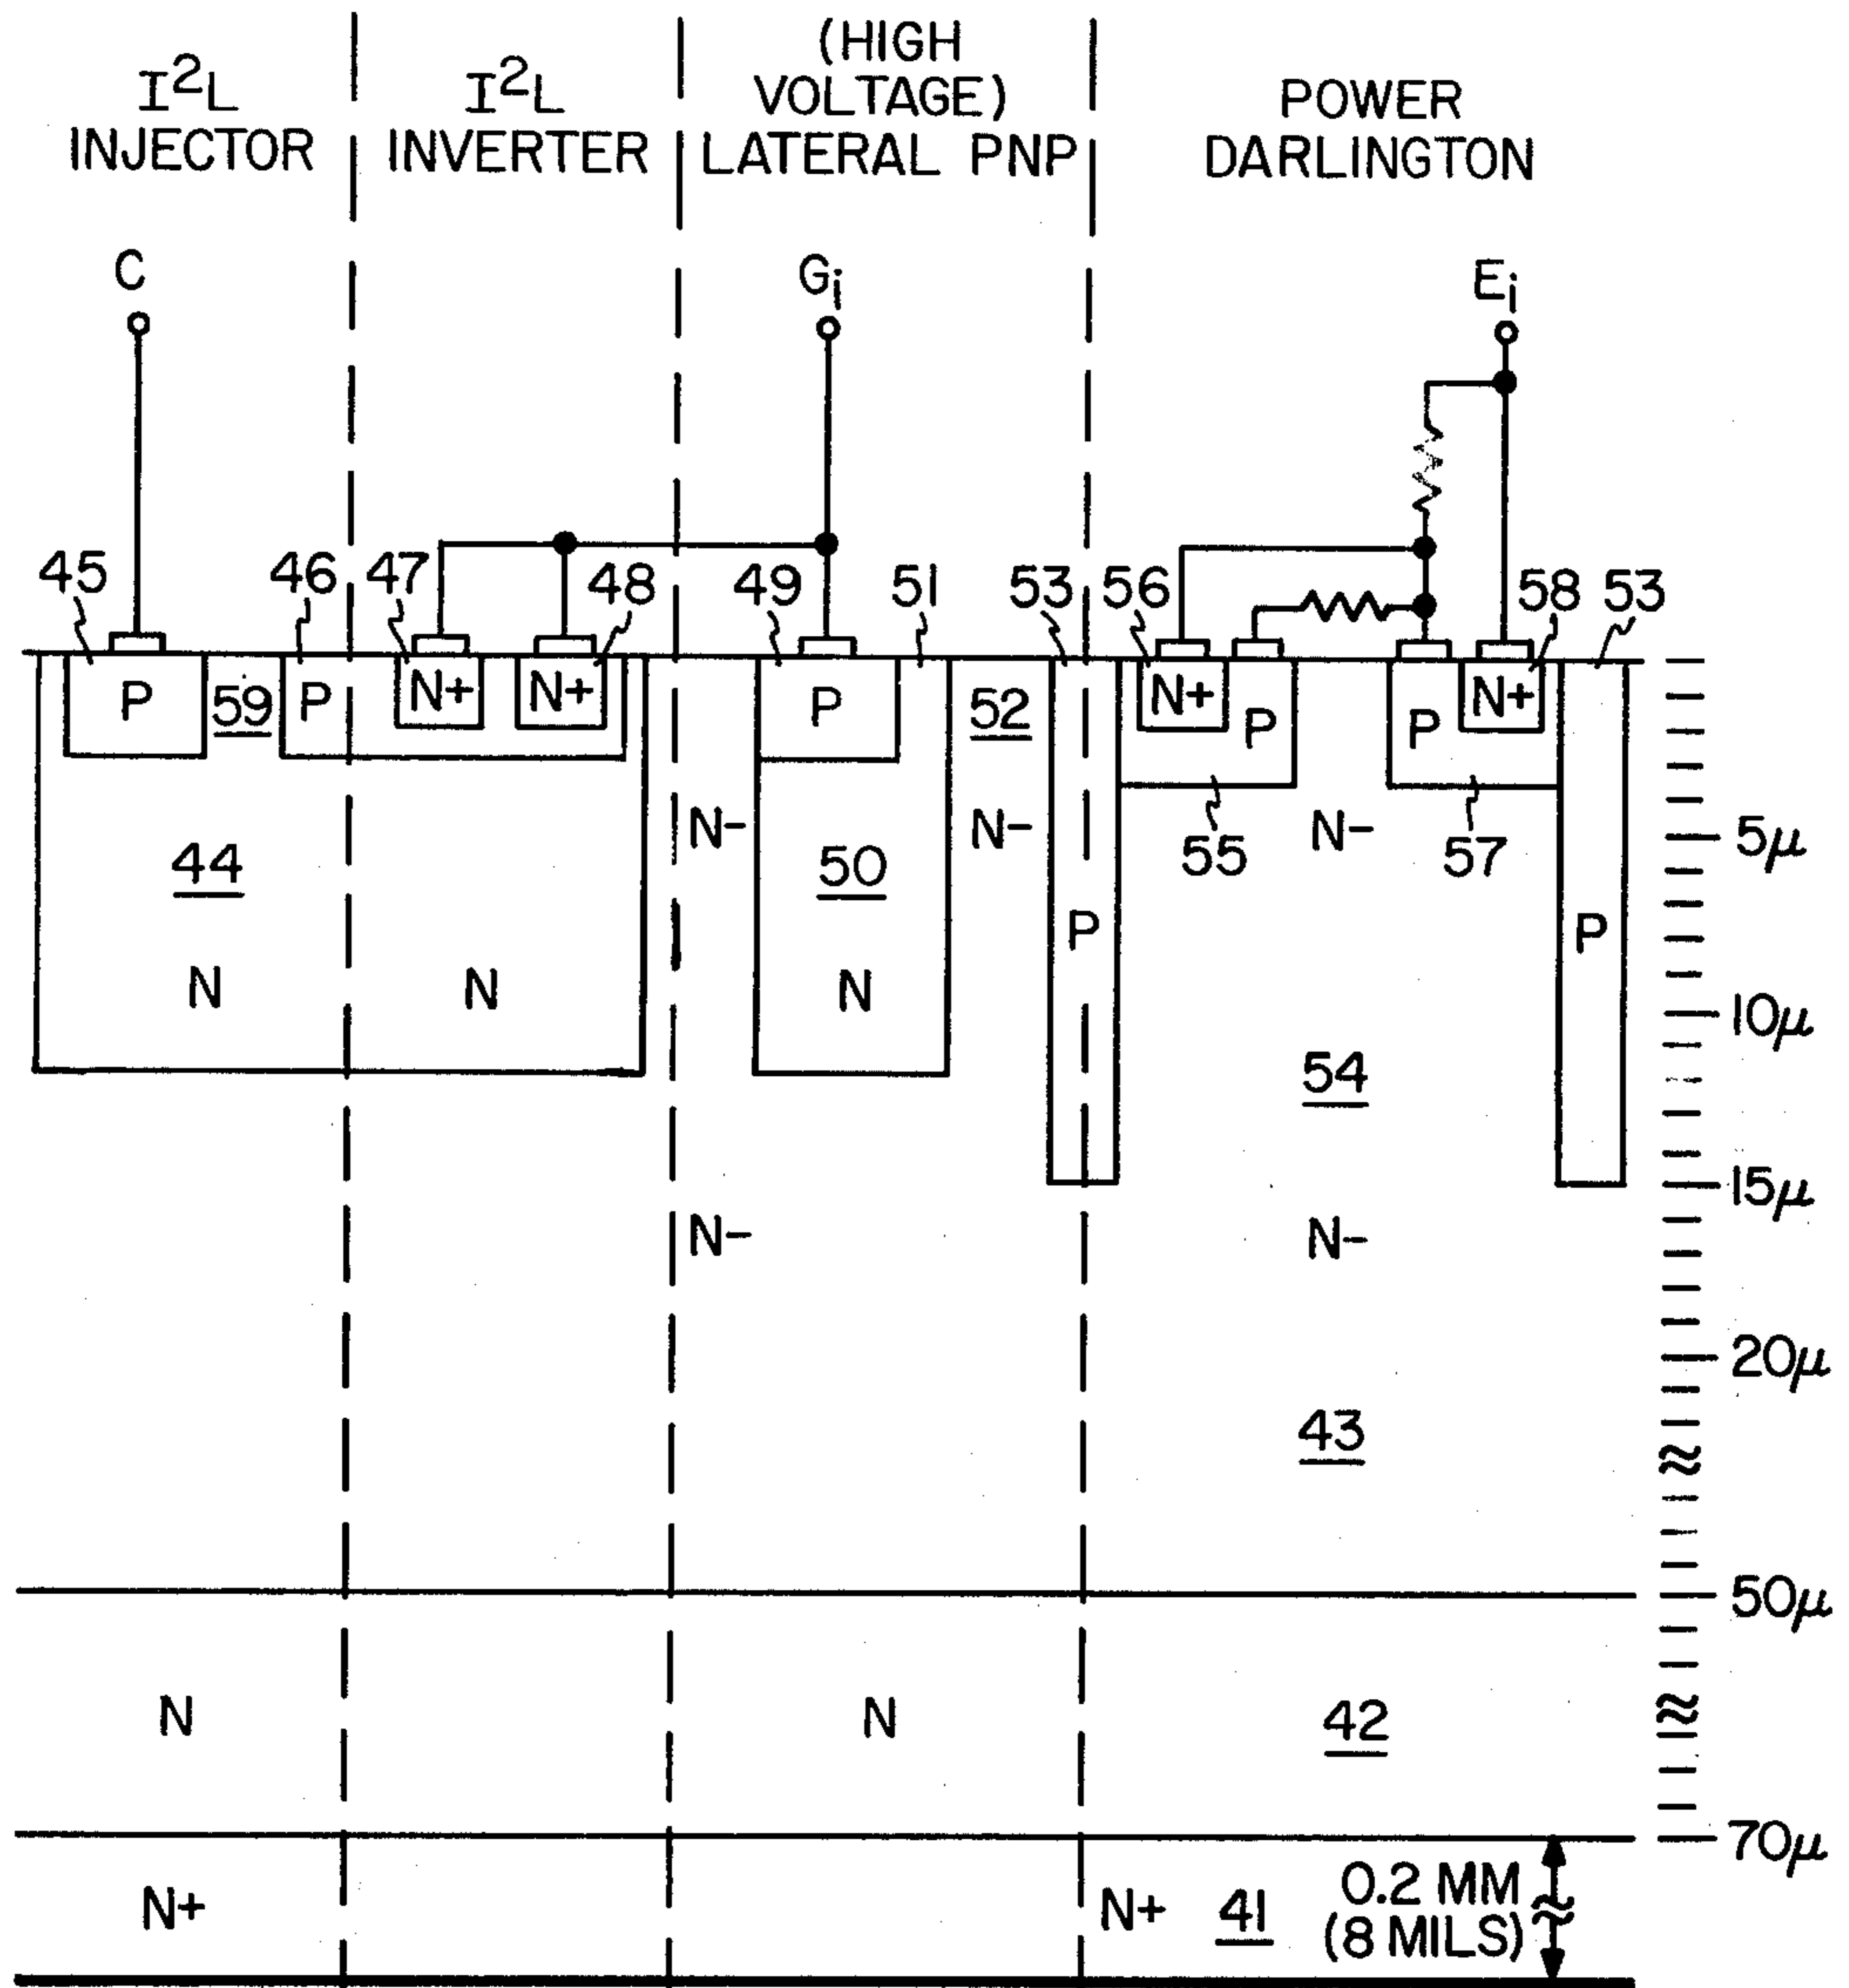 I²L
INJECTOR
I²L
INVERTER
(HIGH
VOLTAGE)
LATERAL PNP
POWER
DARLINGTON
C
Gi
Ei
45
46
47
48
49
51
53
56
58
53
P
59
P
N+
N+
P
52
N+
P
P
N+
N-
N-
55
N-
57
5μ
44
50
P
P
N
N
N
10μ
54
15μ
N-
N-
20μ
43
50μ
N
N
42
70μ
N+
N+
41
0.2 MM
(8 MILS)